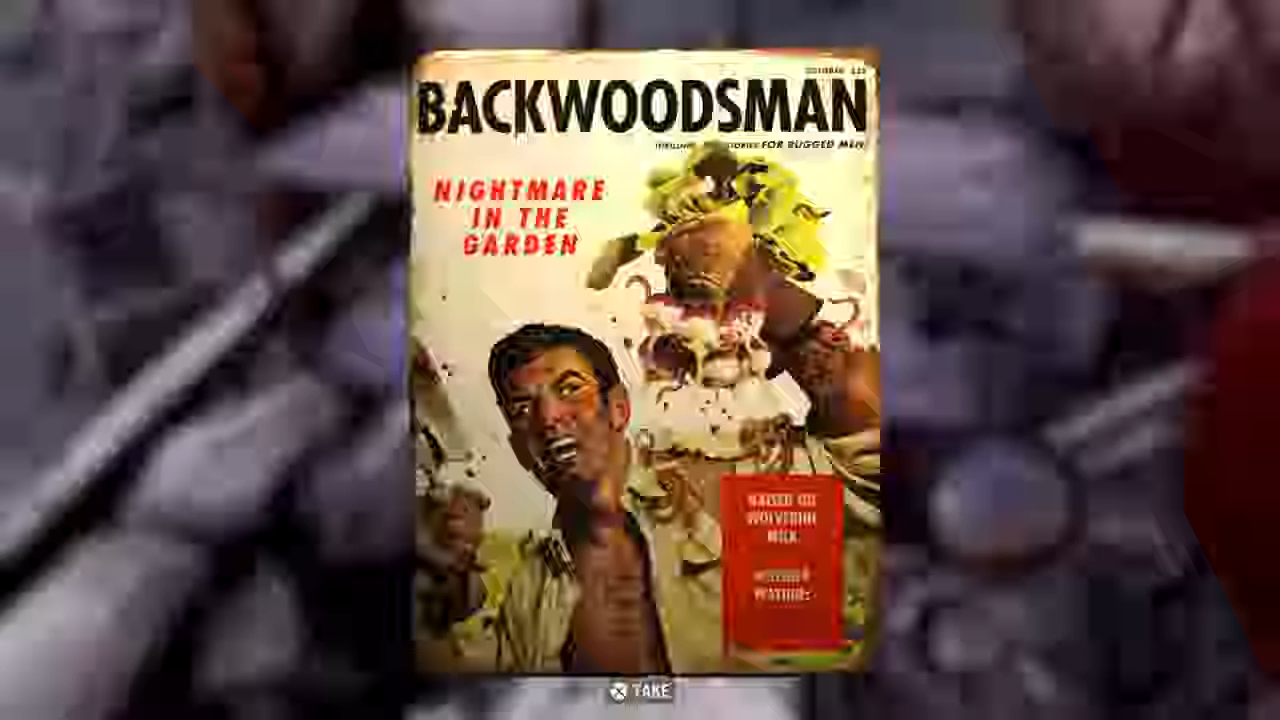 BACKWOODSMAN
FOR RUGGED MEN
NIGHTMARE
IN THE
GARDEN
RAISED ON
WOLVERINE
MILK
TAKE